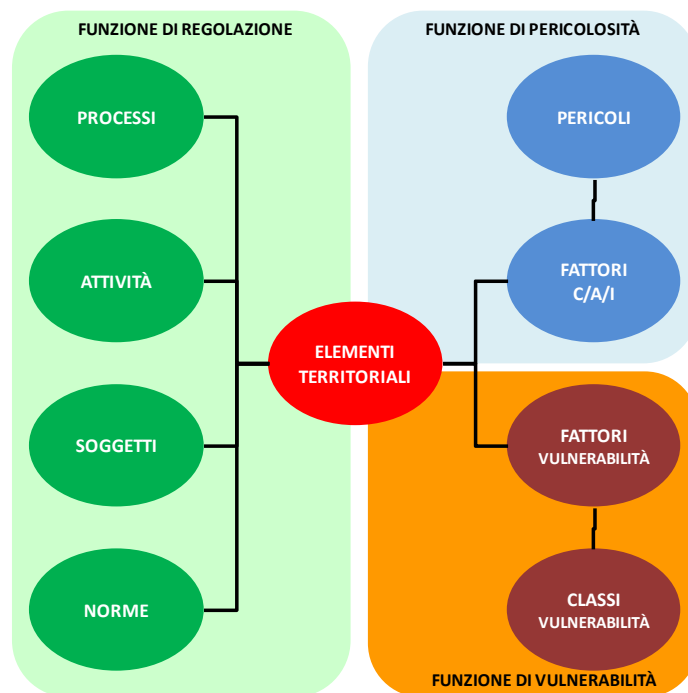 FUNZIONE DI REGOLAZIONE
PROCESSI
ATTIVITÀ
SOGGETTI
NORME
ELEMENTI
TERRITORIALI
FUNZIONE DI PERICOLOSITÀ
PERICOLI
FATTORI
C/A/I
FATTORI
VULNERABILITÀ
CLASSI
VULNERABILITÀ
FUNZIONE DI VULNERABILITÀ